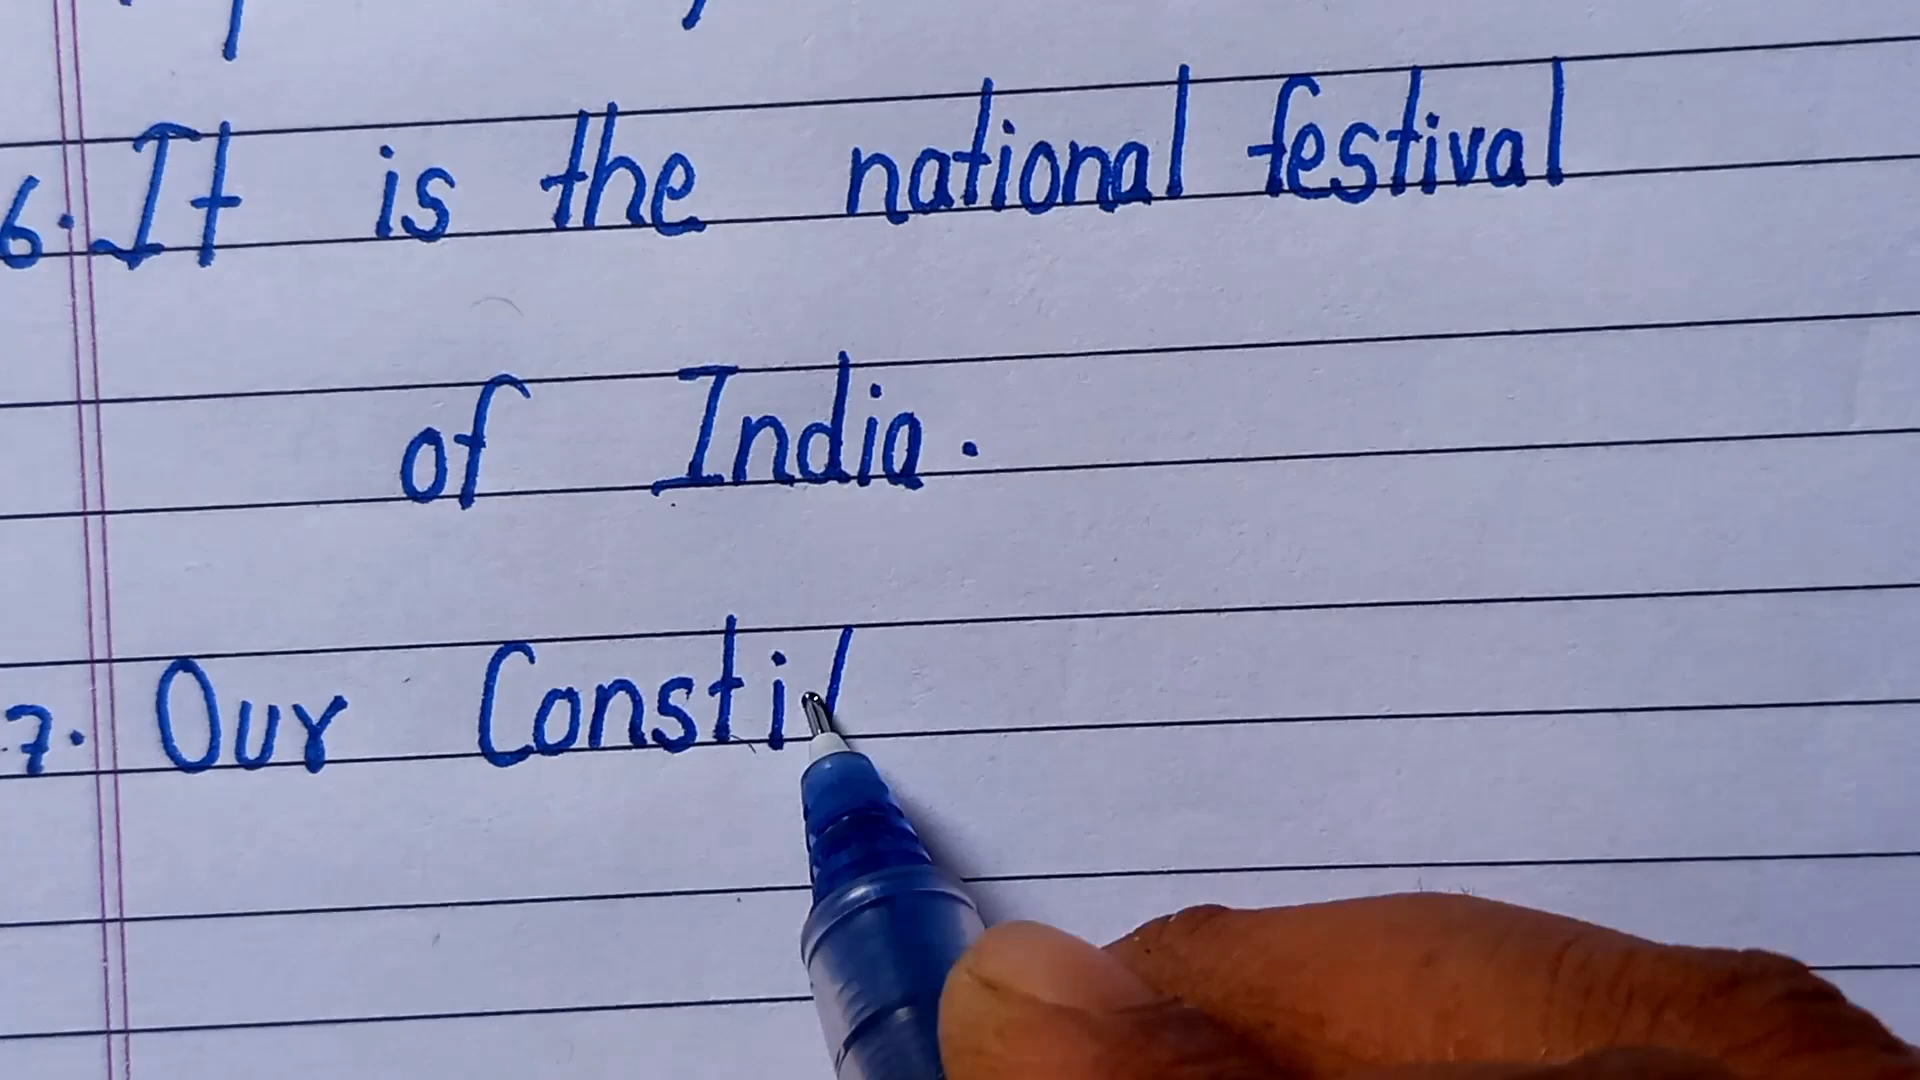 6. It is the national festival
of India.
7. Our Consti